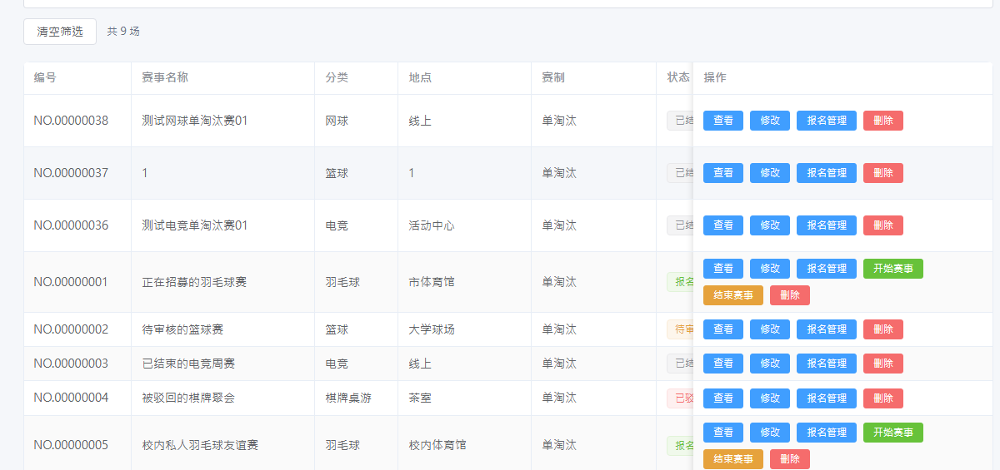 清空筛选 共 9 场
编号 赛事名称 分类 地点 赛制 状态 操作
NO.00000038 测试网球单淘汰赛01 网球 线上 单淘汰 已结 查看 修改 报名管理 删除
NO.00000037 1 篮球 1 单淘汰 已结 查看 修改 报名管理 删除
NO.00000036 测试电竞单淘汰赛01 电竞 活动中心 单淘汰 已结 查看 修改 报名管理 删除
NO.00000001 正在招募的羽毛球赛 羽毛球 市体育馆 单淘汰 报名 查看 修改 报名管理 开始赛事
结束赛事 删除
NO.00000002 待审核的篮球赛 篮球 大学球场 单淘汰 待审 查看 修改 报名管理 删除
NO.00000003 已结束的电竞周赛 电竞 线上 单淘汰 已结 查看 修改 报名管理 删除
NO.00000004 被驳回的棋牌聚会 棋牌桌游 茶室 单淘汰 已驳 查看 修改 报名管理 删除
NO.00000005 校内私人羽毛球友谊赛 羽毛球 校内体育馆 单淘汰 报名 查看 修改 报名管理 开始赛事
结束赛事 删除